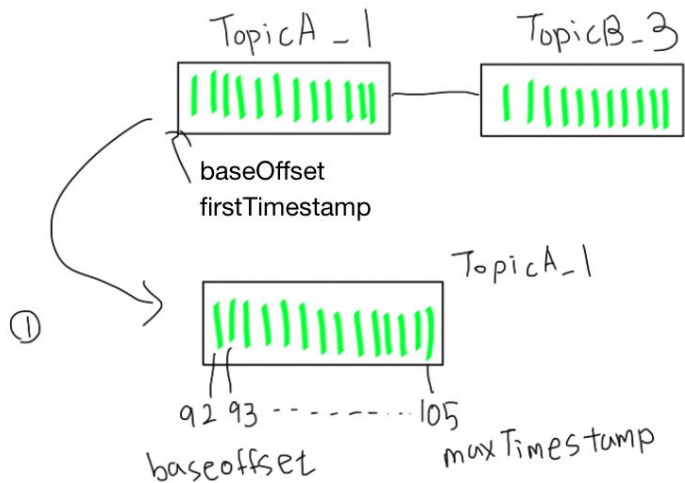 TopicA_1
TopicB_3
baseOffset
firstTimestamp
TopicA_1
①
92 93 --------- 105
baseoffset
maxTimestamp